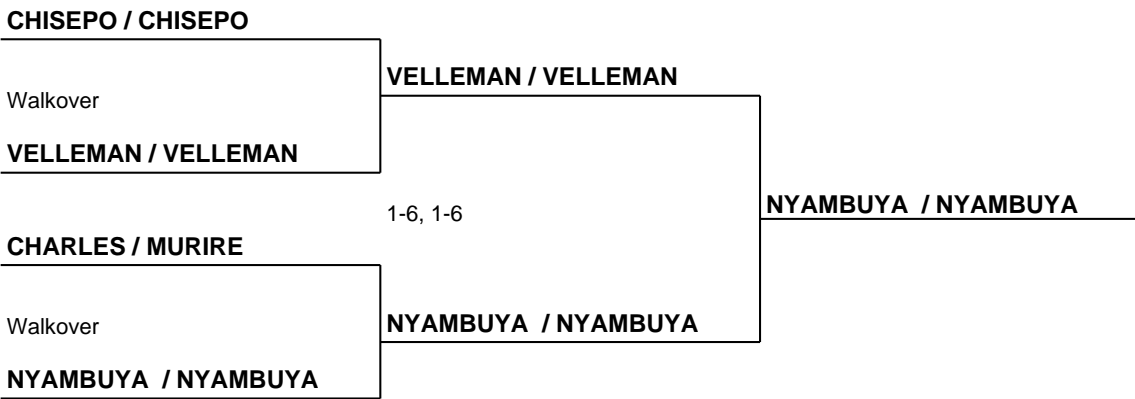 CHISEPO / CHISEPO
VELLEMAN / VELLEMAN
Walkover
VELLEMAN / VELLEMAN
1-6, 1-6
NYAMBUYA / NYAMBUYA
CHARLES / MURIRE
Walkover
NYAMBUYA / NYAMBUYA
NYAMBUYA / NYAMBUYA